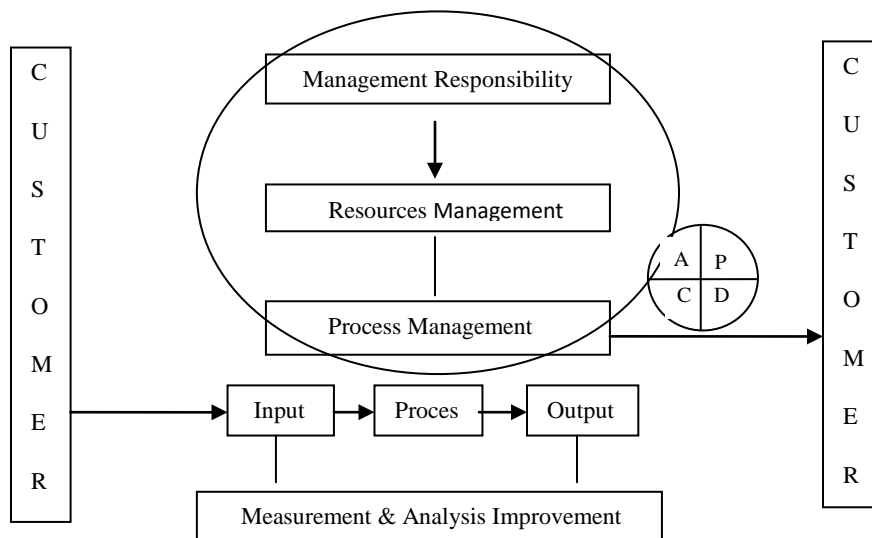 C
U
S
T
O
M
E
R
Management Responsibility
Resources Management
Process Management
A P
C D
Input
Proces
Output
Measurement & Analysis Improvement
C
U
S
T
O
M
E
R